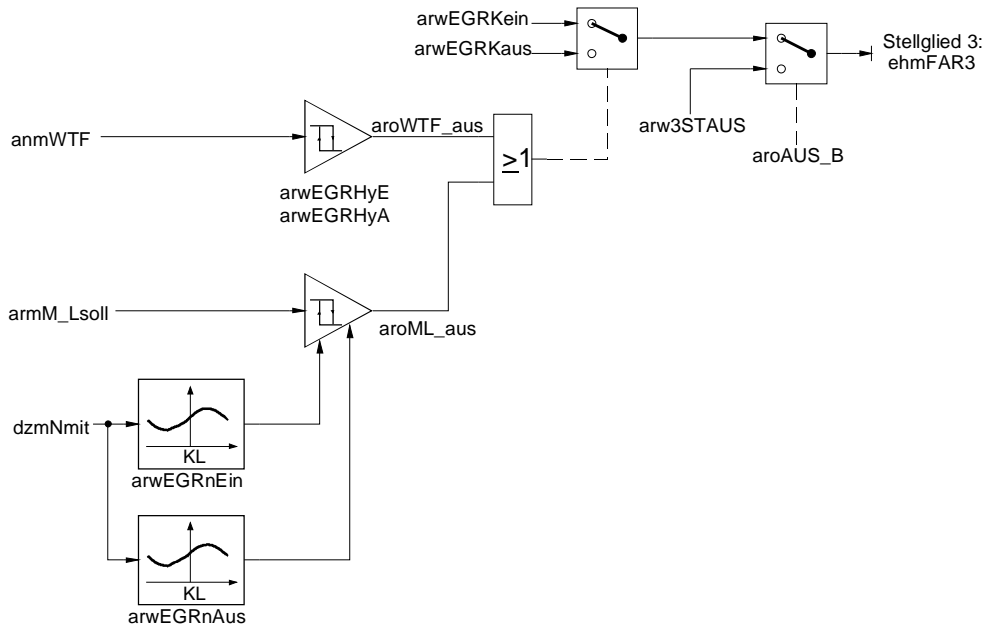 arwEGRKein
arwEGRKaus
Stellglied 3:
ehmFAR3
arw3STAUS
aroAUS_B
anmWTF
aroWTF_aus
≥1
arwEGRHyE
arwEGRHyA
armM_Lsoll
aroML_aus
dzmNmit
KL
arwEGRnEin
KL
arwEGRnAus